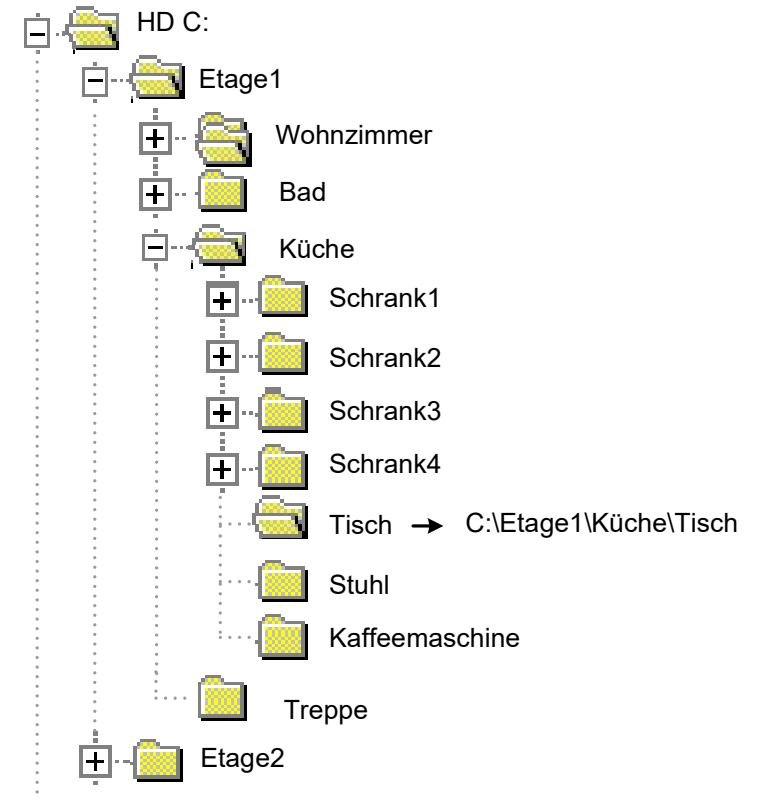 HD C:
Etage1
Wohnzimmer
Bad
Küche
Schrank1
Schrank2
Schrank3
Schrank4
Tisch → C:\Etage1\Küche\Tisch
Stuhl
Kaffeemaschine
Treppe
Etage2